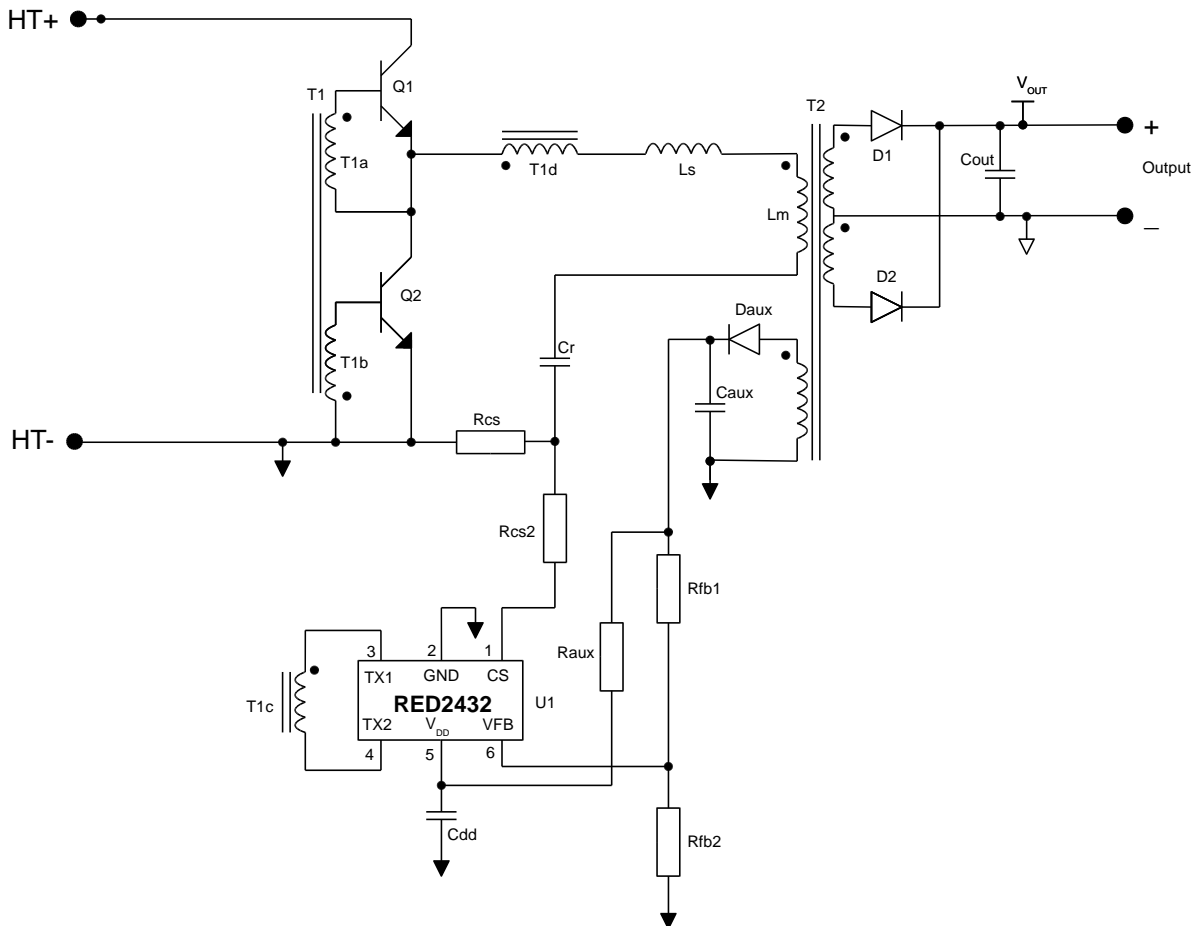 HT+
Q1
T1
T1a
T1d
Ls
T2
Lm
D1
VOUT
+
Cout
Output
–
D2
Q2
T1b
Cr
Daux
Caux
HT-
Rcs
Rcs2
Rfb1
Raux
3
2
1
TX1
GND
CS
RED2432
U1
T1c
TX2
VDD
VFB
4
5
6
Cdd
Rfb2